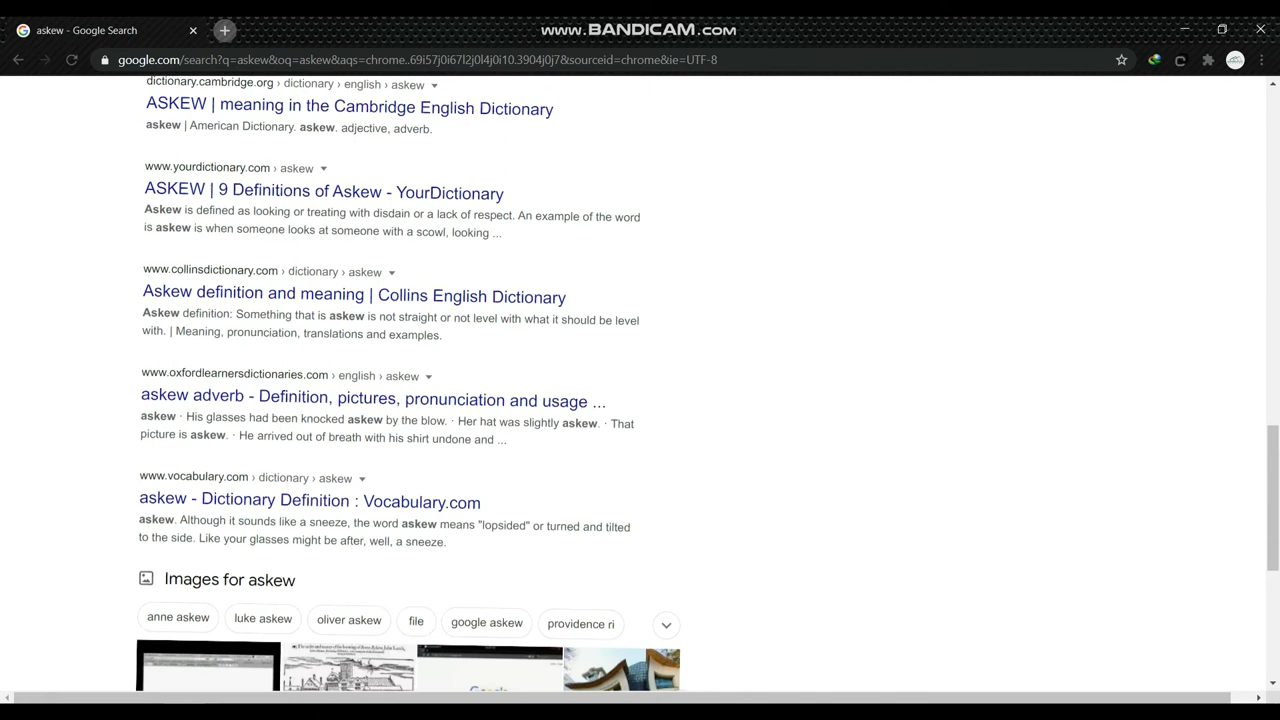 askew - Google Search
www.BANDICAM.com
google.com/search?q=askew&oq=askew&aqs=chrome..69i57j0i67l2j0l4j0i10.3904j0j7&sourceid=chrome&ie=UTF-8
dictionary.cambridge.org › dictionary › english › askew
ASKEW | meaning in the Cambridge English Dictionary
askew | American Dictionary. askew. adjective, adverb.
www.yourdictionary.com › askew
ASKEW | 9 Definitions of Askew - YourDictionary
Askew is defined as looking or treating with disdain or a lack of respect. An example of the word
is askew is when someone looks at someone with a scowl, looking ...
www.collinsdictionary.com › dictionary › askew
Askew definition and meaning | Collins English Dictionary
Askew definition: Something that is askew is not straight or not level with what it should be level
with. | Meaning, pronunciation, translations and examples.
www.oxfordlearnersdictionaries.com › english › askew
askew adverb - Definition, pictures, pronunciation and usage ...
askew · His glasses had been knocked askew by the blow. · Her hat was slightly askew. · That
picture is askew. · He arrived out of breath with his shirt undone and ...
www.vocabulary.com › dictionary › askew
askew - Dictionary Definition : Vocabulary.com
askew. Although it sounds like a sneeze, the word askew means "lopsided" or turned and tilted
to the side. Like your glasses might be after, well, a sneeze.
Images for askew
anne askew
luke askew
oliver askew
file
google askew
providence ri
Google